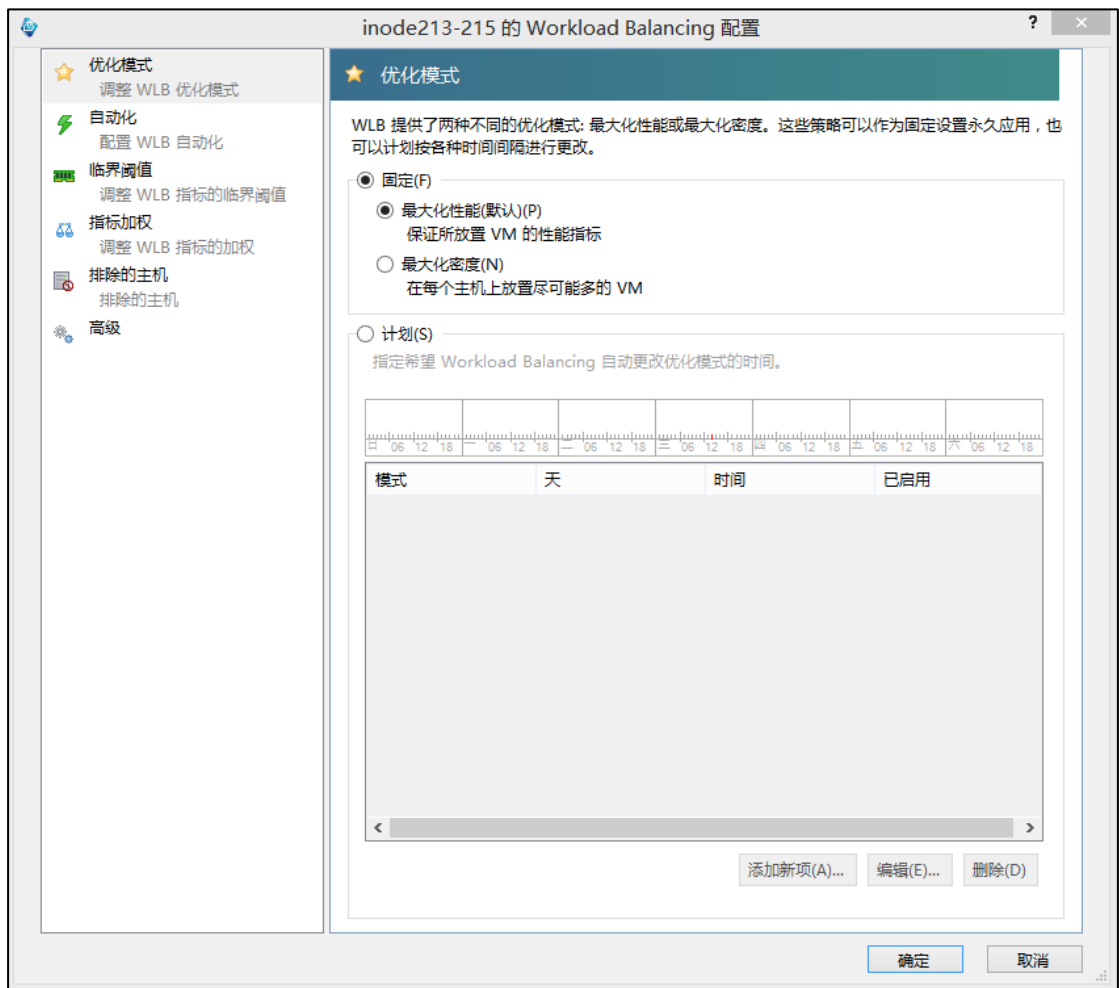 inode213-215 的 Workload Balancing 配置
?
优化模式
调整 WLB 优化模式
自动化
配置 WLB 自动化
临界阈值
调整 WLB 指标的临界阈值
指标加权
调整 WLB 指标的加权
排除的主机
排除的主机
高级
优化模式
WLB 提供了两种不同的优化模式: 最大化性能或最大化密度。这些策略可以作为固定设置永久应用，也
可以计划按各种时间间隔进行更改。
固定(F)
最大化性能(默认)(P)
保证所放置 VM 的性能指标
最大化密度(N)
在每个主机上放置尽可能多的 VM
计划(S)
指定希望 Workload Balancing 自动更改优化模式的时间。
日 06 12 18 一 06 12 18 二 06 12 18 三 06 12 18 四 06 12 18 五 06 12 18 六 06 12 18
模式 天 时间 已启用
添加新项(A)... 编辑(E)... 删除(D)
确定 取消